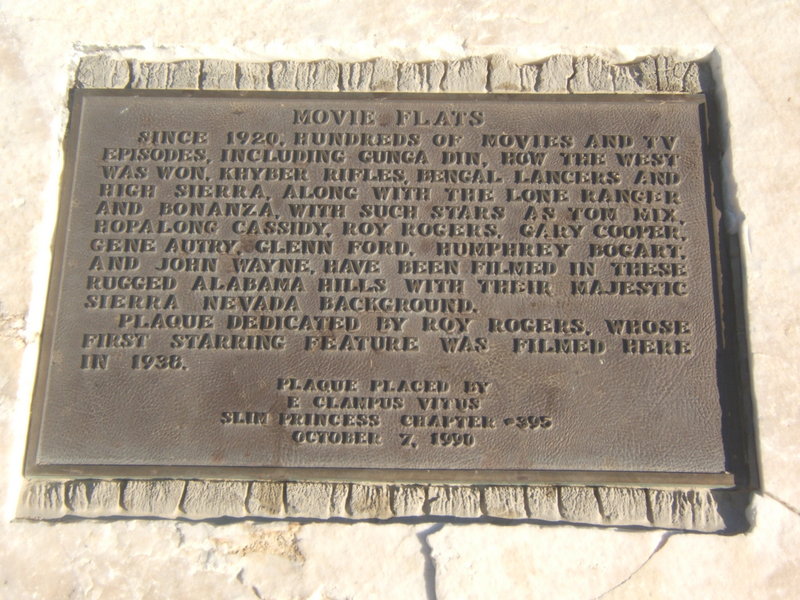 MOVIE FLATS
SINCE 1920, HUNDREDS OF MOVIES AND TV
EPISODES, INCLUDING GUNGA DIN, HOW THE WEST
WAS WON, KHYBER RIFLES, BENGAL LANCERS AND
HIGH SIERRA, ALONG WITH THE LONE RANGER
AND BONANZA, WITH SUCH STARS AS TOM MIX,
HOPALONG CASSIDY, ROY ROGERS, GARY COOPER,
GENE AUTRY, GLENN FORD, HUMPHREY BOGART,
AND JOHN WAYNE, HAVE BEEN FILMED IN THESE
RUGGED ALABAMA HILLS WITH THEIR MAJESTIC
SIERRA NEVADA BACKGROUND.
PLAQUE DEDICATED BY ROY ROGERS, WHOSE
FIRST STARRING FEATURE WAS FILMED HERE
IN 1938.
PLAQUE PLACED BY
E CLAMPUS VITUS
SLIM PRINCESS CHAPTER #395
OCTOBER 7, 1990